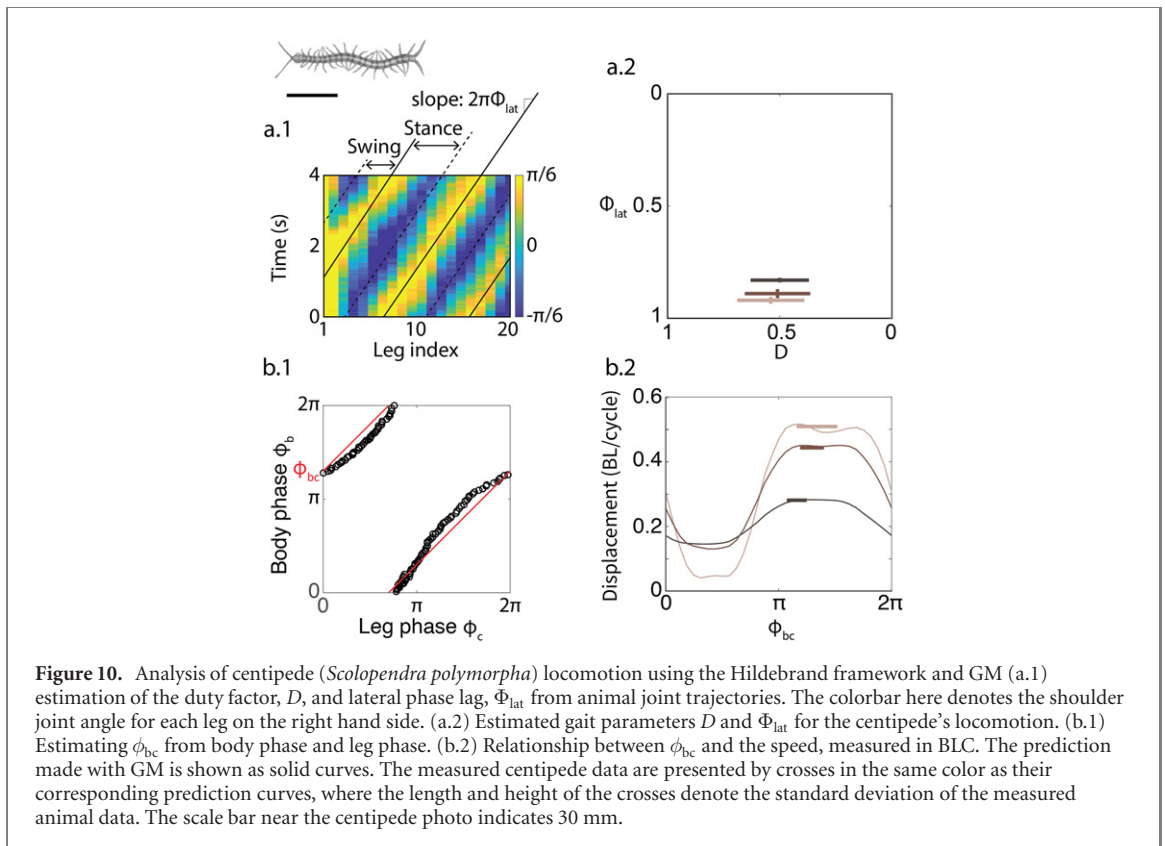 a.1
slope: 2πΦlat
Swing
Stance
4
2
0
Time (s)
1
10
20
Leg index
π/6
0
-π/6
a.2
0
0.5
1
Φlat
1
0.5
0
D
b.1
2π
Φbc
π
0
Body phase Φb
0
π
2π
Leg phase Φc
b.2
0.6
0.4
0.2
0
Displacement (BL/cycle)
0
π
2π
Φbc
Figure 10. Analysis of centipede (Scolopendra polymorpha) locomotion using the Hildebrand framework and GM (a.1)
estimation of the duty factor, D, and lateral phase lag, Φlat from animal joint trajectories. The colorbar here denotes the shoulder
joint angle for each leg on the right hand side. (a.2) Estimated gait parameters D and Φlat for the centipede's locomotion. (b.1)
Estimating ϕbc from body phase and leg phase. (b.2) Relationship between ϕbc and the speed, measured in BLC. The prediction
made with GM is shown as solid curves. The measured centipede data are presented by crosses in the same color as their
corresponding prediction curves, where the length and height of the crosses denote the standard deviation of the measured
animal data. The scale bar near the centipede photo indicates 30 mm.